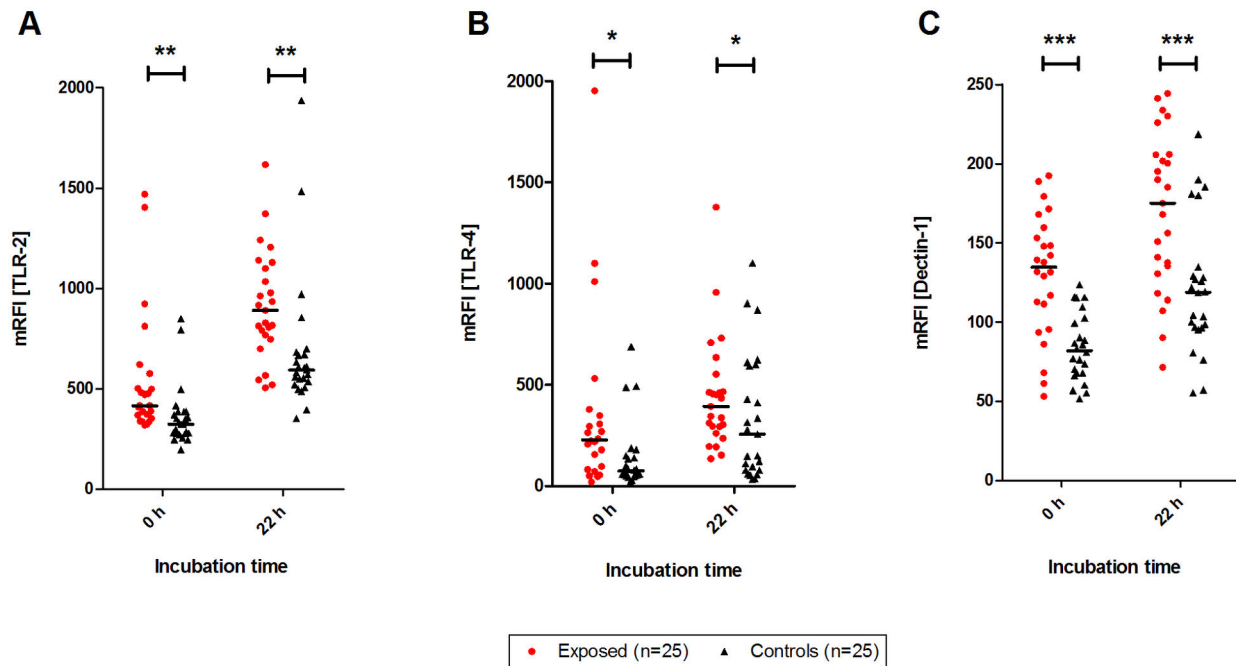 A
** **
mRFI [TLR-2]
2000
1500
1000
500
0
0 h 22 h
Incubation time
B
* *
mRFI [TLR-4]
2000
1500
1000
500
0
0 h 22 h
Incubation time
C
*** ***
mRFI [Dectin-1]
250
200
150
100
50
0
0 h 22 h
Incubation time
Exposed (n=25) Controls (n=25)